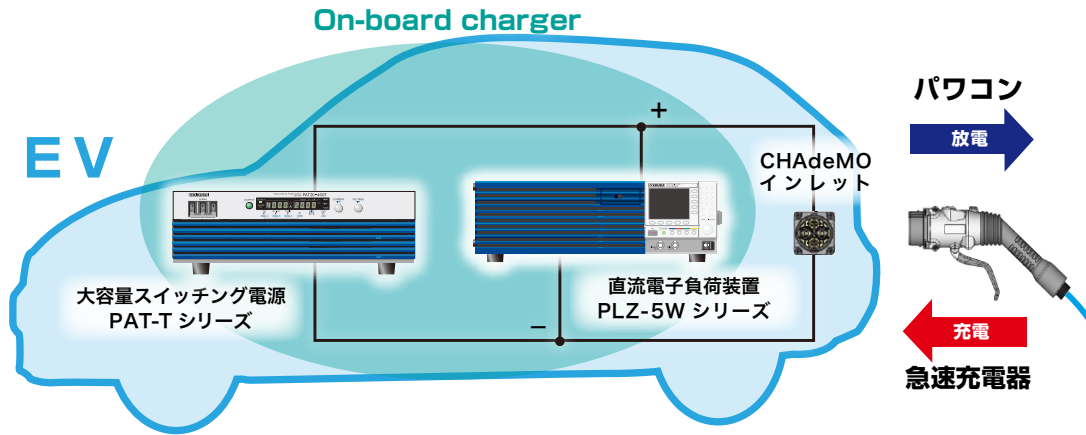 On-board charger
EV
パワコン
放電
+
CHAdeMO
インレット
大容量スイッチング電源
PAT-T シリーズ
直流電子負荷装置
PLZ-5W シリーズ
−
充電
急速充電器